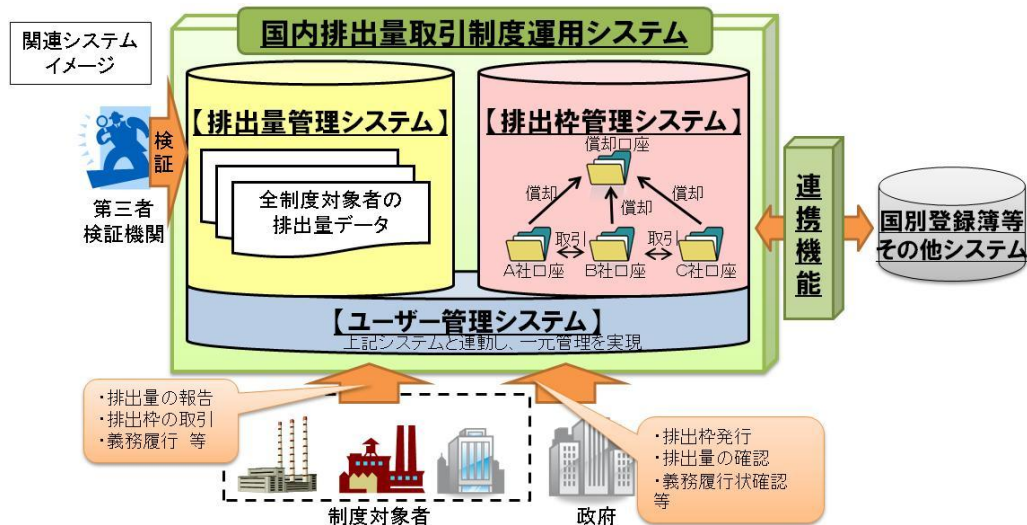 関連システム
イメージ
国内排出量取引制度運用システム
【排出量管理システム】
全制度対象者の
排出量データ
検証
第三者
検証機関
【排出枠管理システム】
償却口座
償却
償却
償却
取引
取引
A社口座
B社口座
C社口座
連携機能
国別登録簿等
その他システム
【ユーザー管理システム】
上記システムと連動し、一元管理を実現
・排出量の報告
・排出枠の取引
・義務履行 等
・排出枠発行
・排出量の確認
・義務履行状確認
等
制度対象者
政府